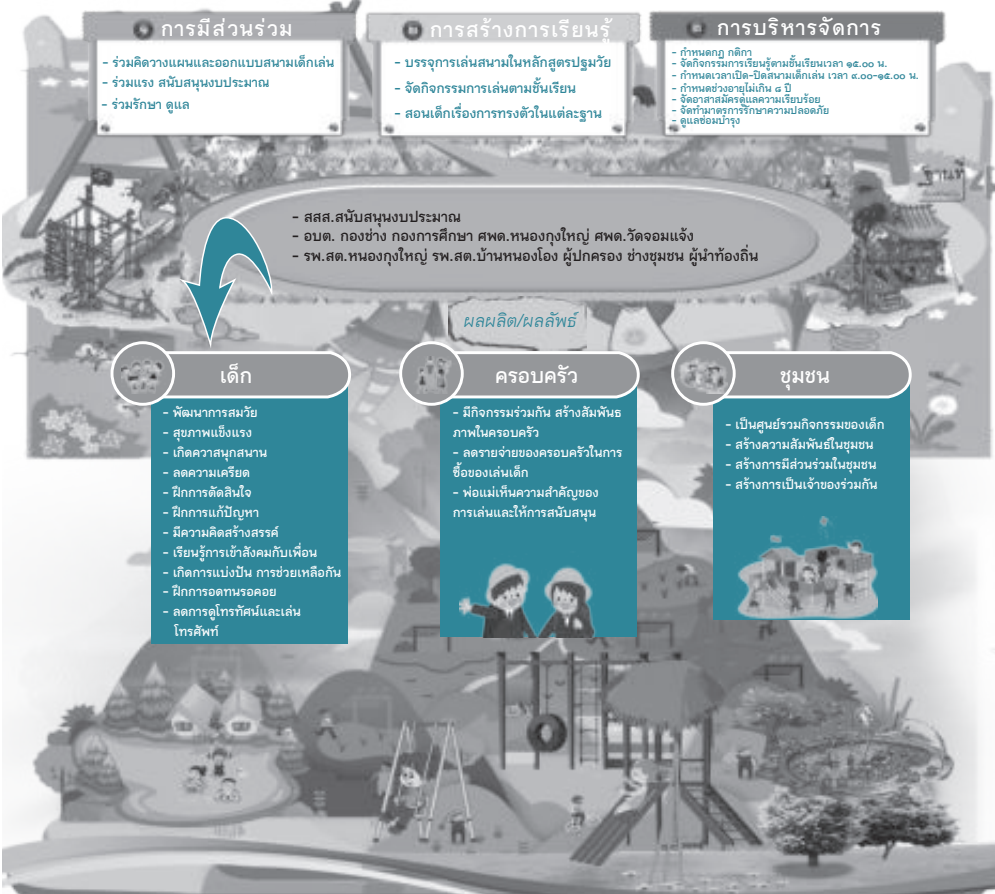 การมีส่วนร่วม
- ร่วมคิดวางแผนและออกแบบสนามเด็กเล่น
- ร่วมแรง สนับสนุนงบประมาณ
- ร่วมรักษา ดูแล
การสร้างการเรียนรู้
- บรรจุการเล่นสนามในหลักสูตรปฐมวัย
- จัดกิจกรรมการเล่นตามชั้นเรียน
- สอนเด็กเรื่องการทรงตัวในแต่ละฐาน
การบริหารจัดการ
- กำหนดกฎ กติกา
- จัดกิจกรรมการเรียนรู้ตามชั้นเรียนเวลา ๑๕.๐๐ น.
- กำหนดเวลาเปิด-ปิดสนามเด็กเล่น เวลา ๙.๐๐-๑๕.๐๐ น.
- กำหนดช่วงอายุไม่เกิน ๘ ปี
- จัดอาสาสมัครดูแลความเรียบร้อย
- จัดทำมาตรการรักษาความปลอดภัย
- ดูแลซ่อมบำรุง
ฐานที่
- สสส.สนับสนุนงบประมาณ
- อบต. กองช่าง กองการศึกษา ศพด.หนองกุงใหญ่ ศพด.วัดจอมแจ้ง
- รพ.สต.หนองกุงใหญ่ รพ.สต.บ้านหนองโอง ผู้ปกครอง ช่างชุมชน ผู้นำท้องถิ่น
ผลผลิต/ผลลัพธ์
เด็ก
- พัฒนาการสมวัย
- สุขภาพแข็งแรง
- เกิดควาสนุกสนาน
- ลดความเครียด
- ฝึกการตัดสินใจ
- ฝึกการแก้ปัญหา
- มีความคิดสร้างสรรค์
- เรียนรู้การเข้าสังคมกับเพื่อน
- เกิดการแบ่งปัน การช่วยเหลือกัน
- ฝึกการอดทนรอคอย
- ลดการดูโทรทัศน์และเล่น
โทรศัพท์
ครอบครัว
- มีกิจกรรมร่วมกัน สร้างสัมพันธ
ภาพในครอบครัว
- ลดรายจ่ายของครอบครัวในการ
ซื้อของเล่นเด็ก
- พ่อแม่เห็นความสำคัญของ
การเล่นและให้การสนับสนุน
ชุมชน
- เป็นศูนย์รวมกิจกรรมของเด็ก
- สร้างความสัมพันธ์ในชุมชน
- สร้างการมีส่วนร่วมในชุมชน
- สร้างการเป็นเจ้าของร่วมกัน